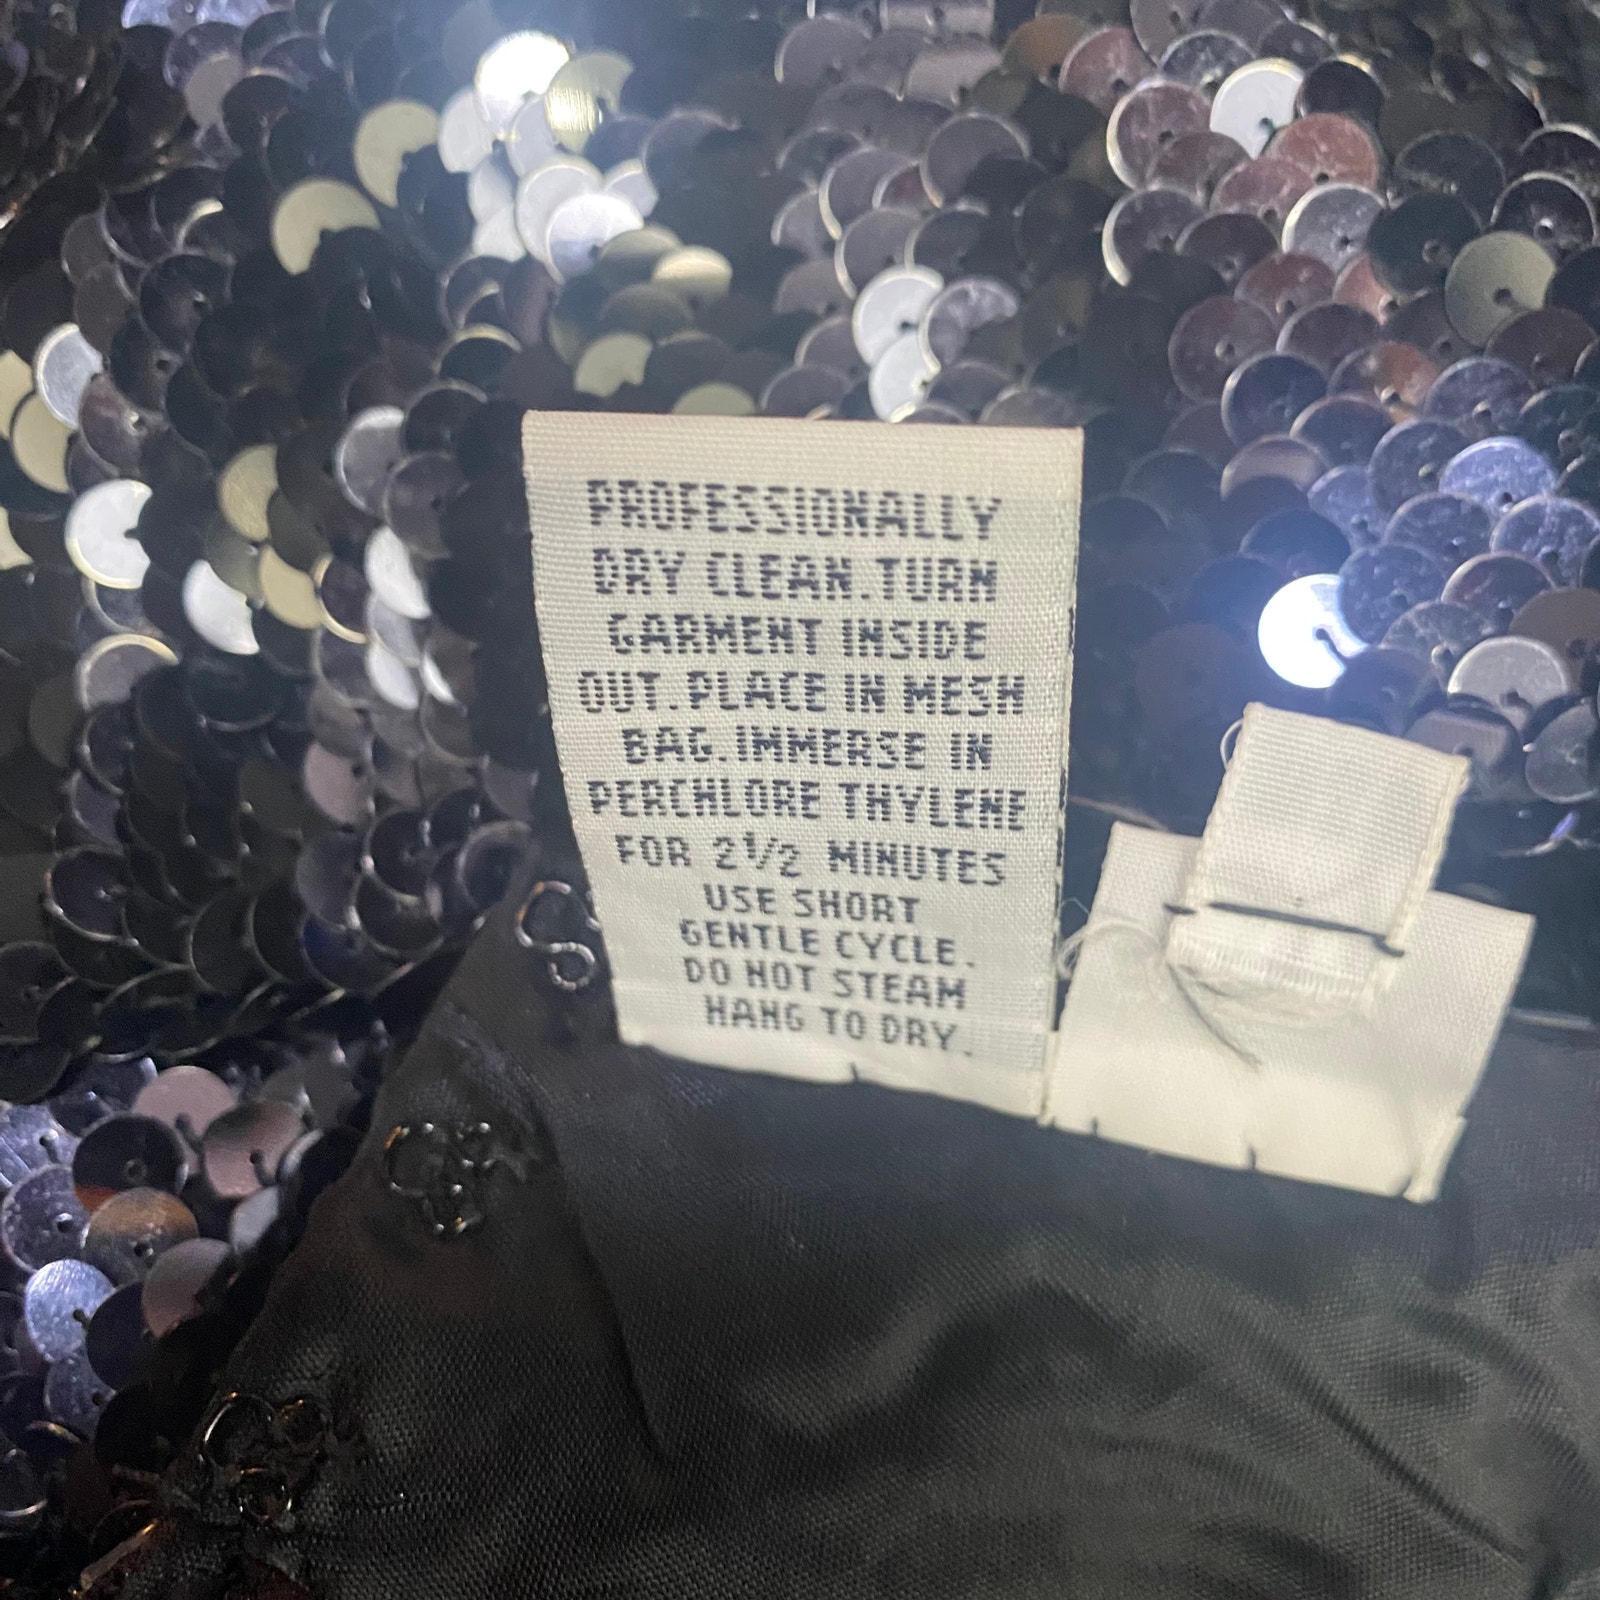 PROFESSIONALLY
DRY CLEAN.TURN
GARMENT INSIDE
OUT.PLACE IN MESH
BAG.IMMERSE IN
PERCHLORE THYLENE
FOR 2½ MINUTES
USE SHORT
GENTLE CYCLE.
DO NOT STEAM
HANG TO DRY.